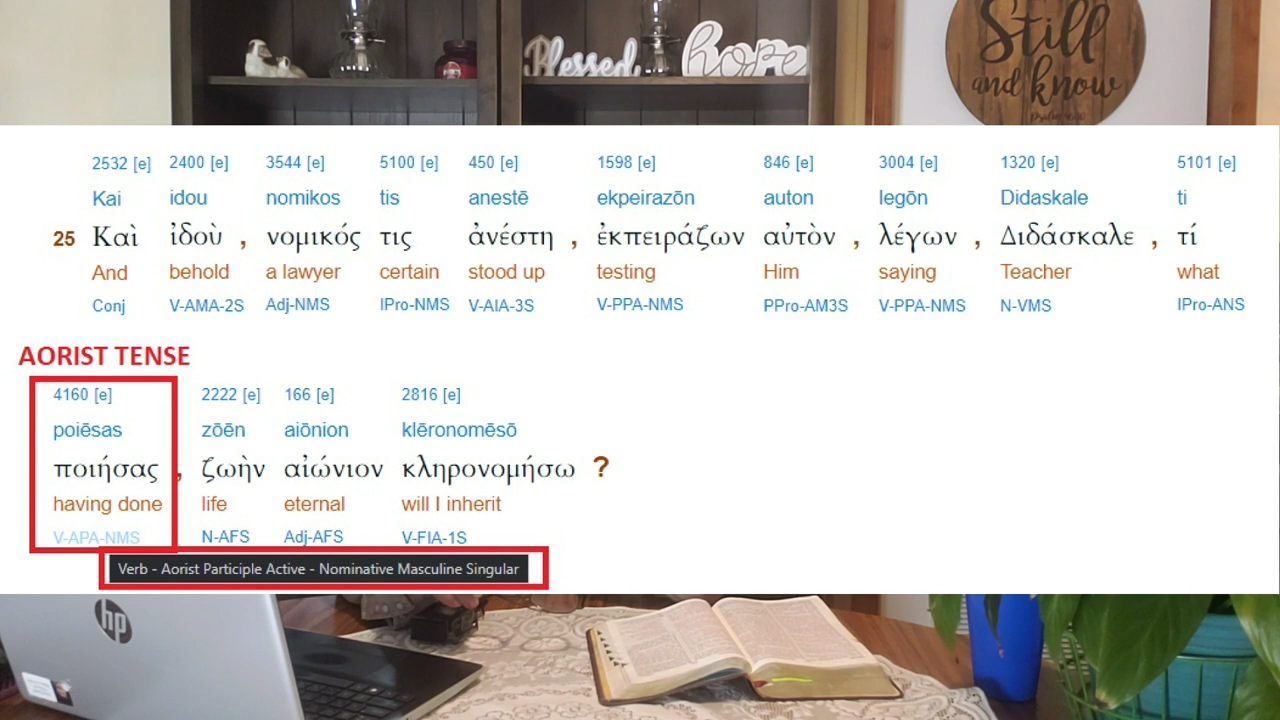 Blessed
hope
Still
and know
psalm 46:10
2532 [e] 2400 [e] 3544 [e] 5100 [e] 450 [e] 1598 [e] 846 [e] 3004 [e] 1320 [e] 5101 [e]
Kai idou nomikos tis anestē ekpeirazōn auton legōn Didaskale ti
25 Καὶ ἰδοὺ , νομικός τις ἀνέστη , ἐκπειράζων αὐτὸν , λέγων , Διδάσκαλε , τί
And behold a lawyer certain stood up testing Him saying Teacher what
Conj V-AMA-2S Adj-NMS IPro-NMS V-AIA-3S V-PPA-NMS PPro-AM3S V-PPA-NMS N-VMS IPro-ANS
AORIST TENSE
4160 [e] 2222 [e] 166 [e] 2816 [e]
poiēsas zōēn aiōnion klēronomēsō
ποιήσας , ζωὴν αἰώνιον κληρονομήσω ?
having done life eternal will I inherit
V-APA-NMS N-AFS Adj-AFS V-FIA-1S
Verb - Aorist Participle Active - Nominative Masculine Singular
hp